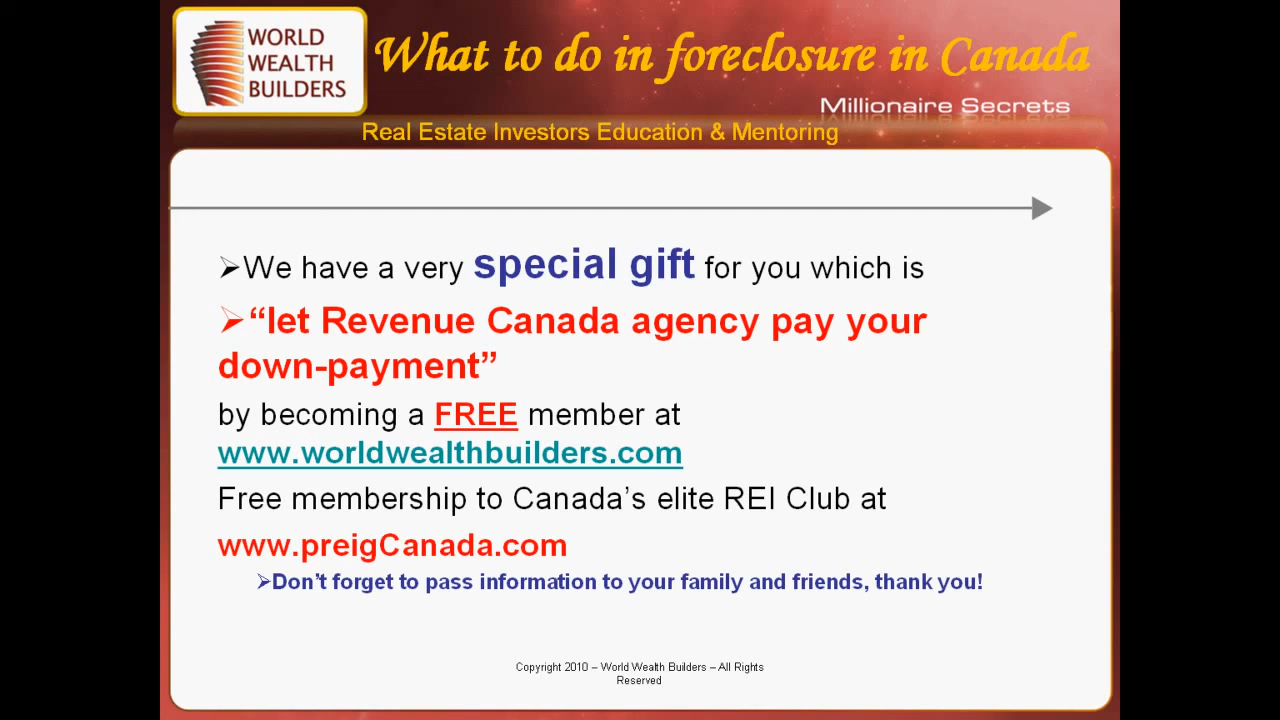 WORLD
WEALTH
BUILDERS
What to do in foreclosure in Canada
Millionaire Secrets
Real Estate Investors Education & Mentoring
We have a very special gift for you which is
“let Revenue Canada agency pay your
down-payment”
by becoming a FREE member at
www.worldwealthbuilders.com
Free membership to Canada’s elite REI Club at
www.preigCanada.com
Don’t forget to pass information to your family and friends, thank you!
Copyright 2010 – World Wealth Builders – All Rights
Reserved